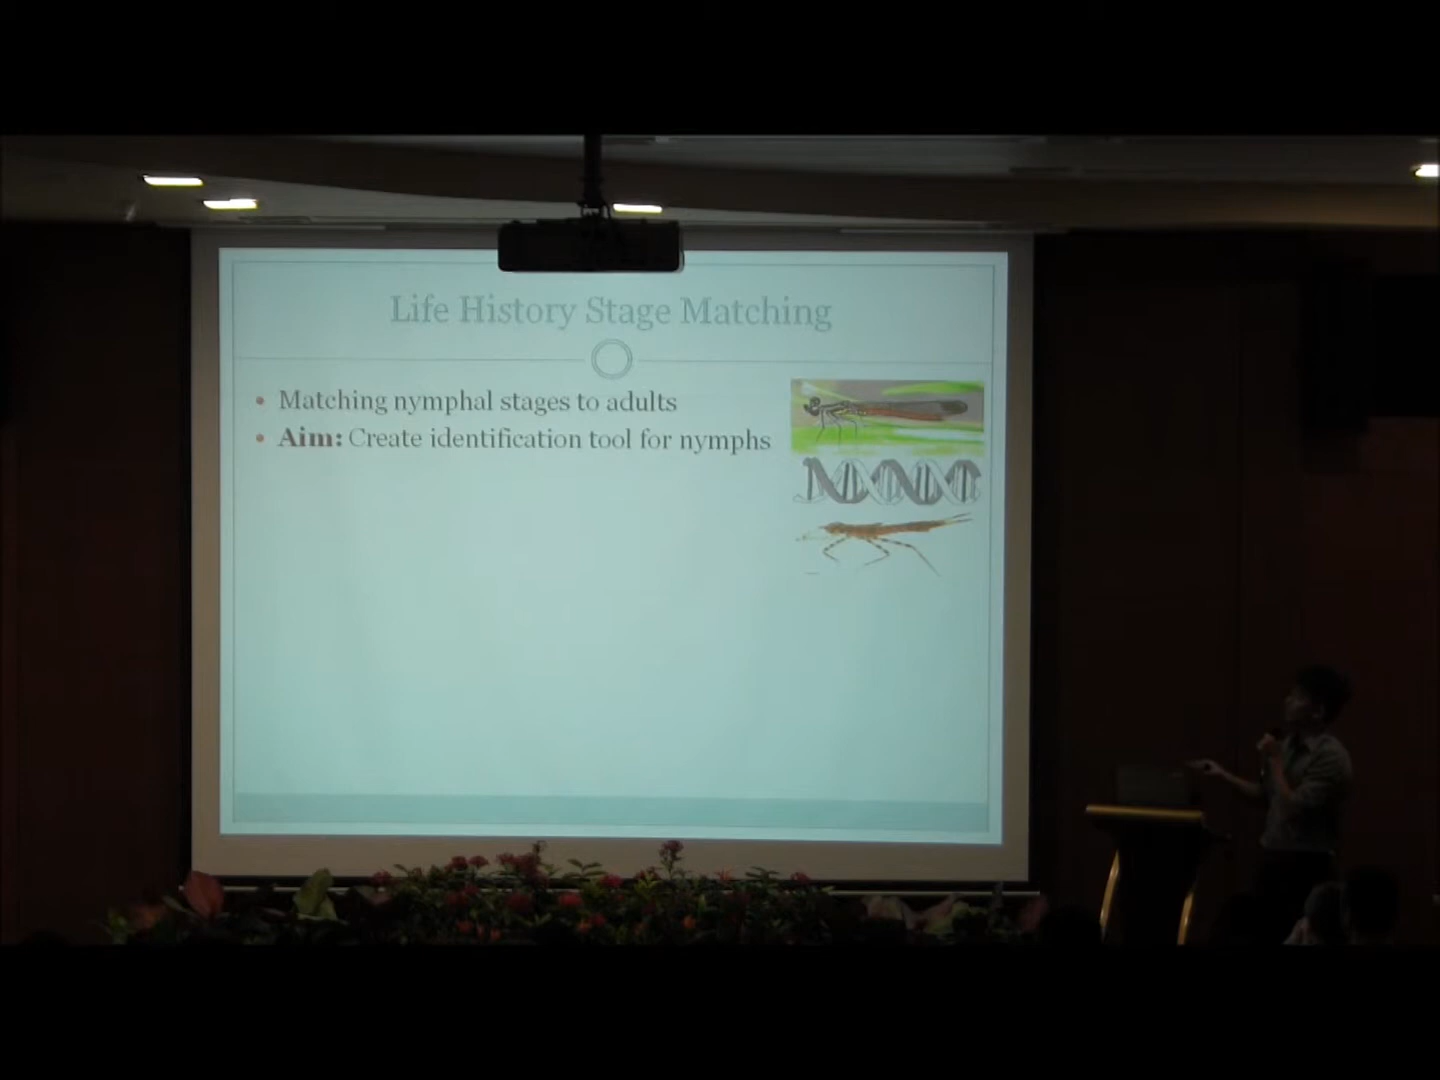 Life History Stage Matching
• Matching nymphal stages to adults
• Aim: Create identification tool for nymphs